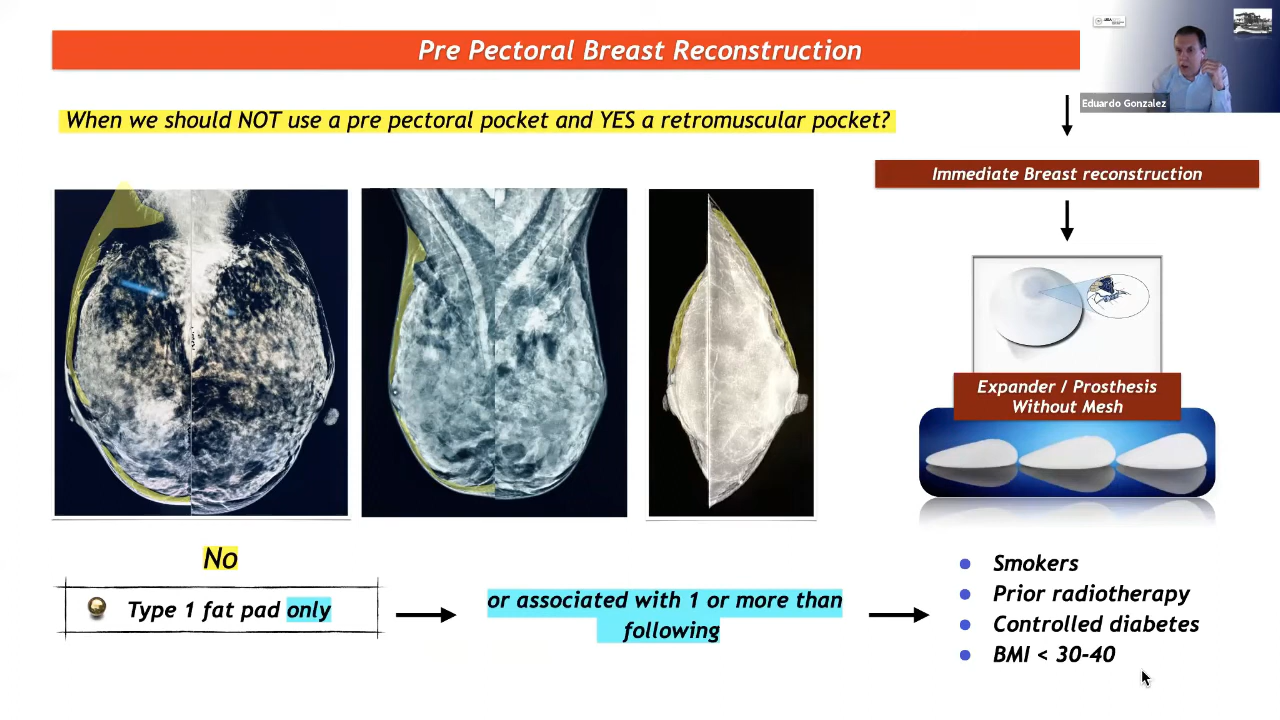 Pre Pectoral Breast Reconstruction
Eduardo Gonzalez
When we should NOT use a pre pectoral pocket and YES a retromuscular pocket?
Immediate Breast reconstruction
Expander / Prosthesis
Without Mesh
No
Type 1 fat pad only
or associated with 1 or more than
following
Smokers
Prior radiotherapy
Controlled diabetes
BMI < 30-40